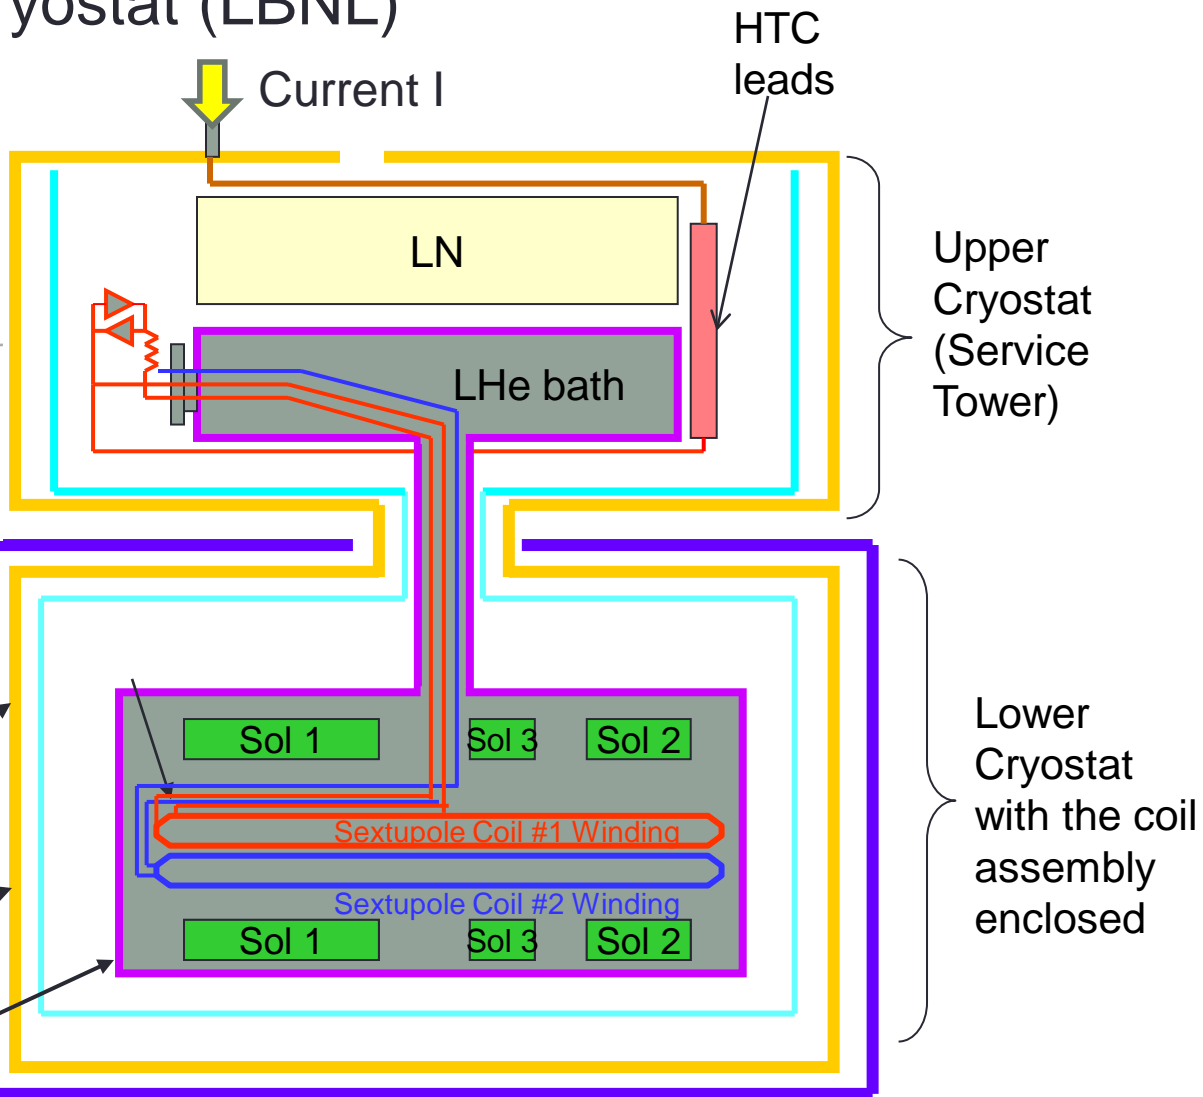 yostat (LBNL)
HTC
leads
Current I
LN
Upper
Cryostat
(Service
Tower)
LHe bath
Sol 1
Sol 3
Sol 2
Lower
Cryostat
with the coil
assembly
enclosed
Sextupole Coil #1 Winding
Sextupole Coil #2 Winding
Sol 1
Sol 3
Sol 2